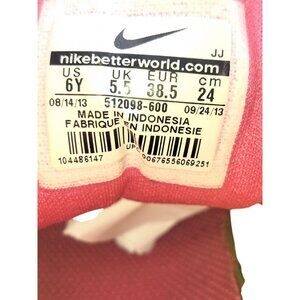 JJ
nikebetterworld.com
US UK EUR cm
6Y 5.5 38.5 24
08/14/13 512098-600 09/24/13
MADE IN INDONESIA
FABRIQUE EN INDONESIE
104486147 00676556069251